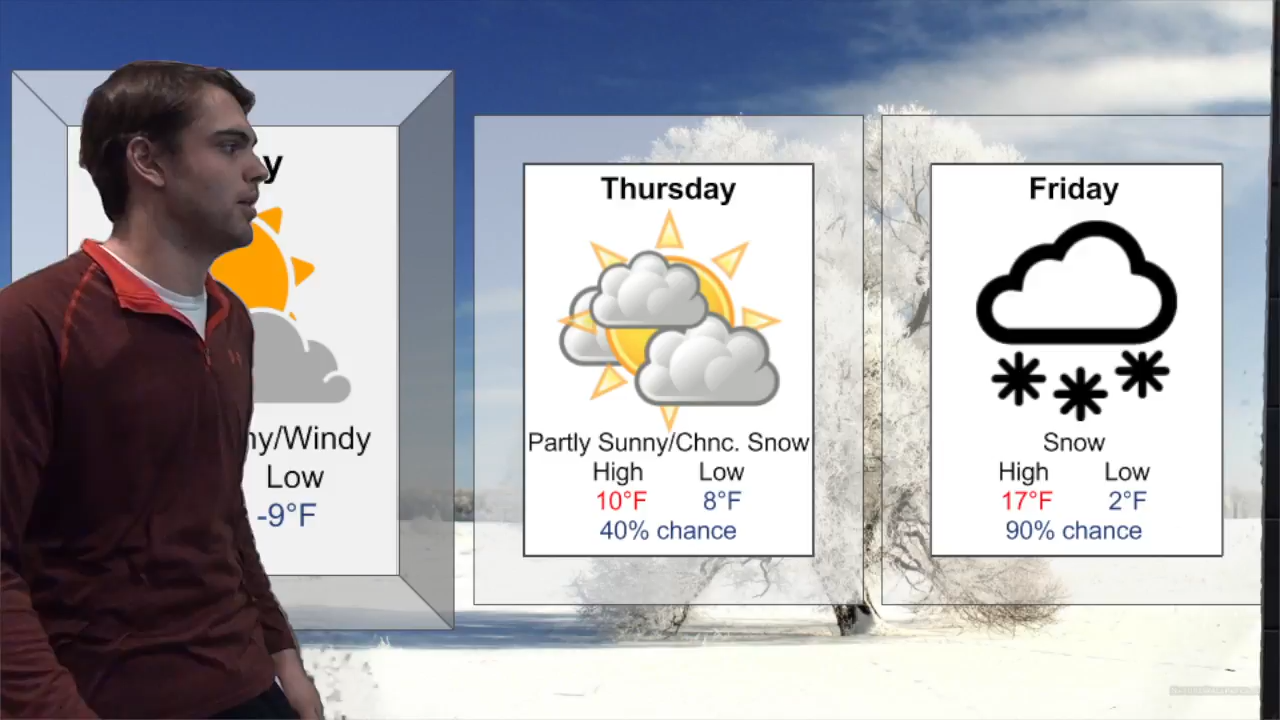 y
ny/Windy
Low
-9°F
Thursday
Partly Sunny/Chnc. Snow
High Low
10°F 8°F
40% chance
Friday
Snow
High Low
17°F 2°F
90% chance